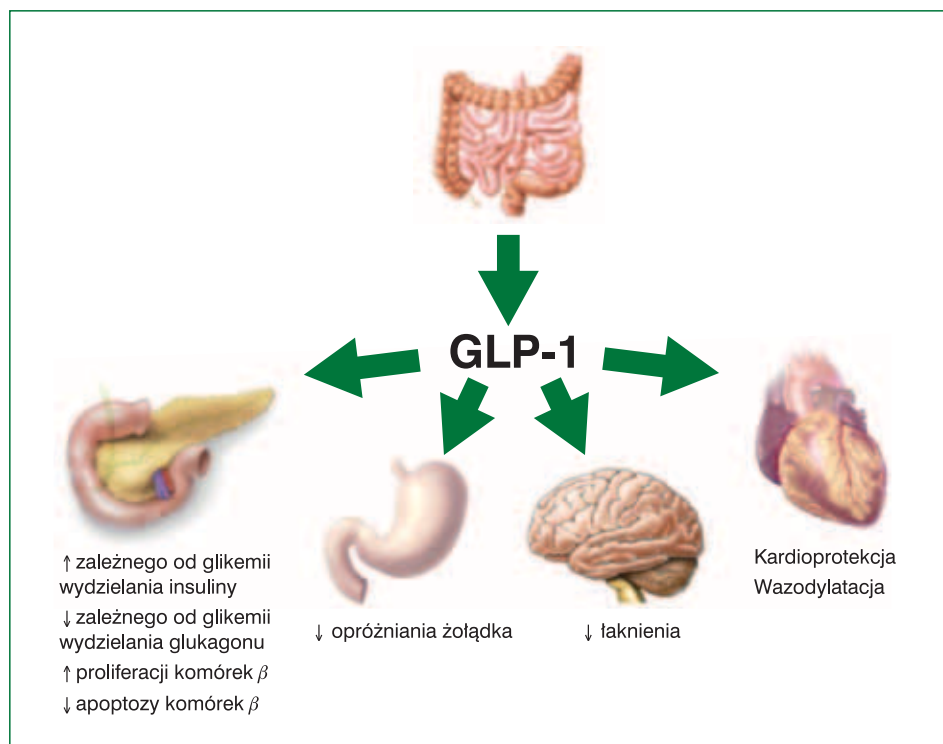 GLP-1
↑ zależnego od glikemii
wydzielania insuliny
↓ zależnego od glikemii
wydzielania glukagonu
↑ proliferacji komórek β
↓ apoptozy komórek β
↓ opróżniania żołądka
↓ łaknienia
Kardioprotekcja
Wazodylatacja